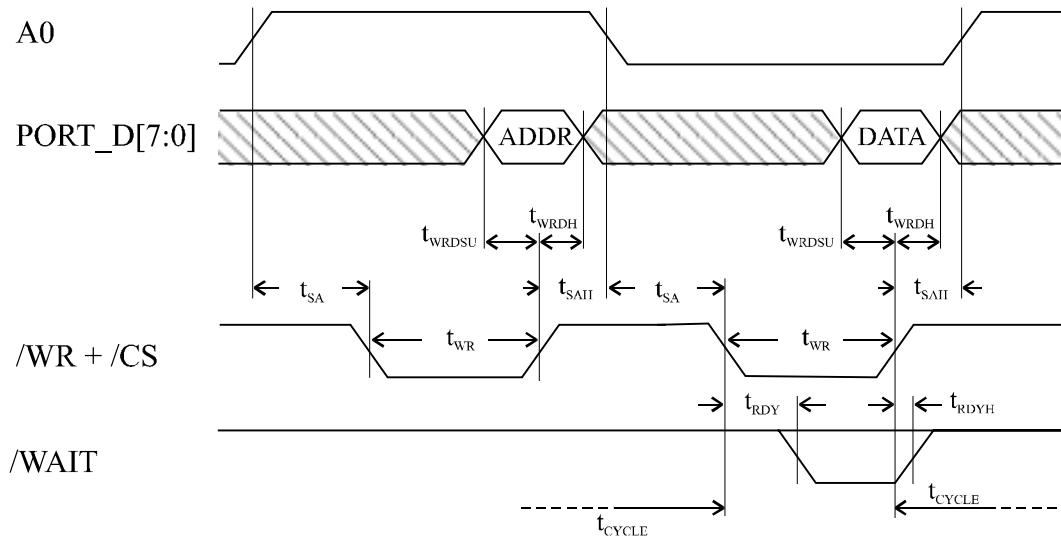 A0
PORT_D[7:0]
ADDR
DATA
tWRDSU
tWRDH
tWRDSU
tWRDH
tSA
tSAH
tSA
tSAH
/WR + /CS
tWR
tWR
tRDY
tRDYH
/WAIT
tCYCLE
tCYCLE